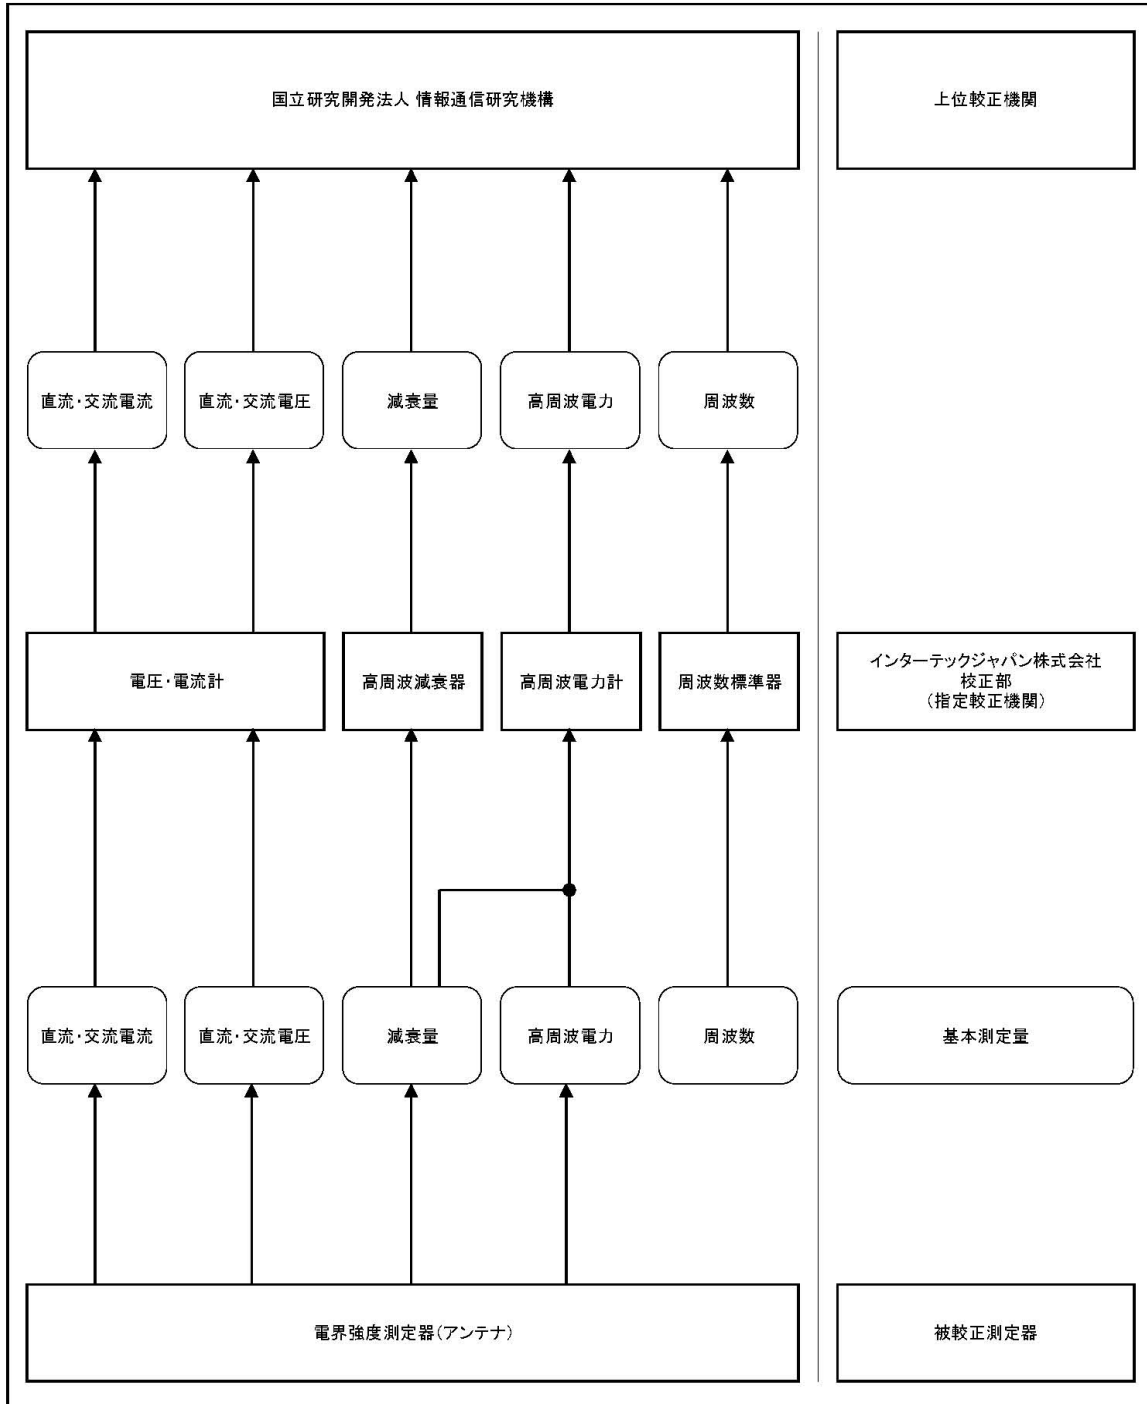 国立研究開発法人 情報通信研究機構
上位較正機関
直流・交流電流
直流・交流電圧
減衰量
高周波電力
周波数
電圧・電流計
高周波減衰器
高周波電力計
周波数標準器
インターテックジャパン株式会社
校正部
(指定較正機関)
直流・交流電流
直流・交流電圧
減衰量
高周波電力
周波数
基本測定量
電界強度測定器(アンテナ)
被較正測定器